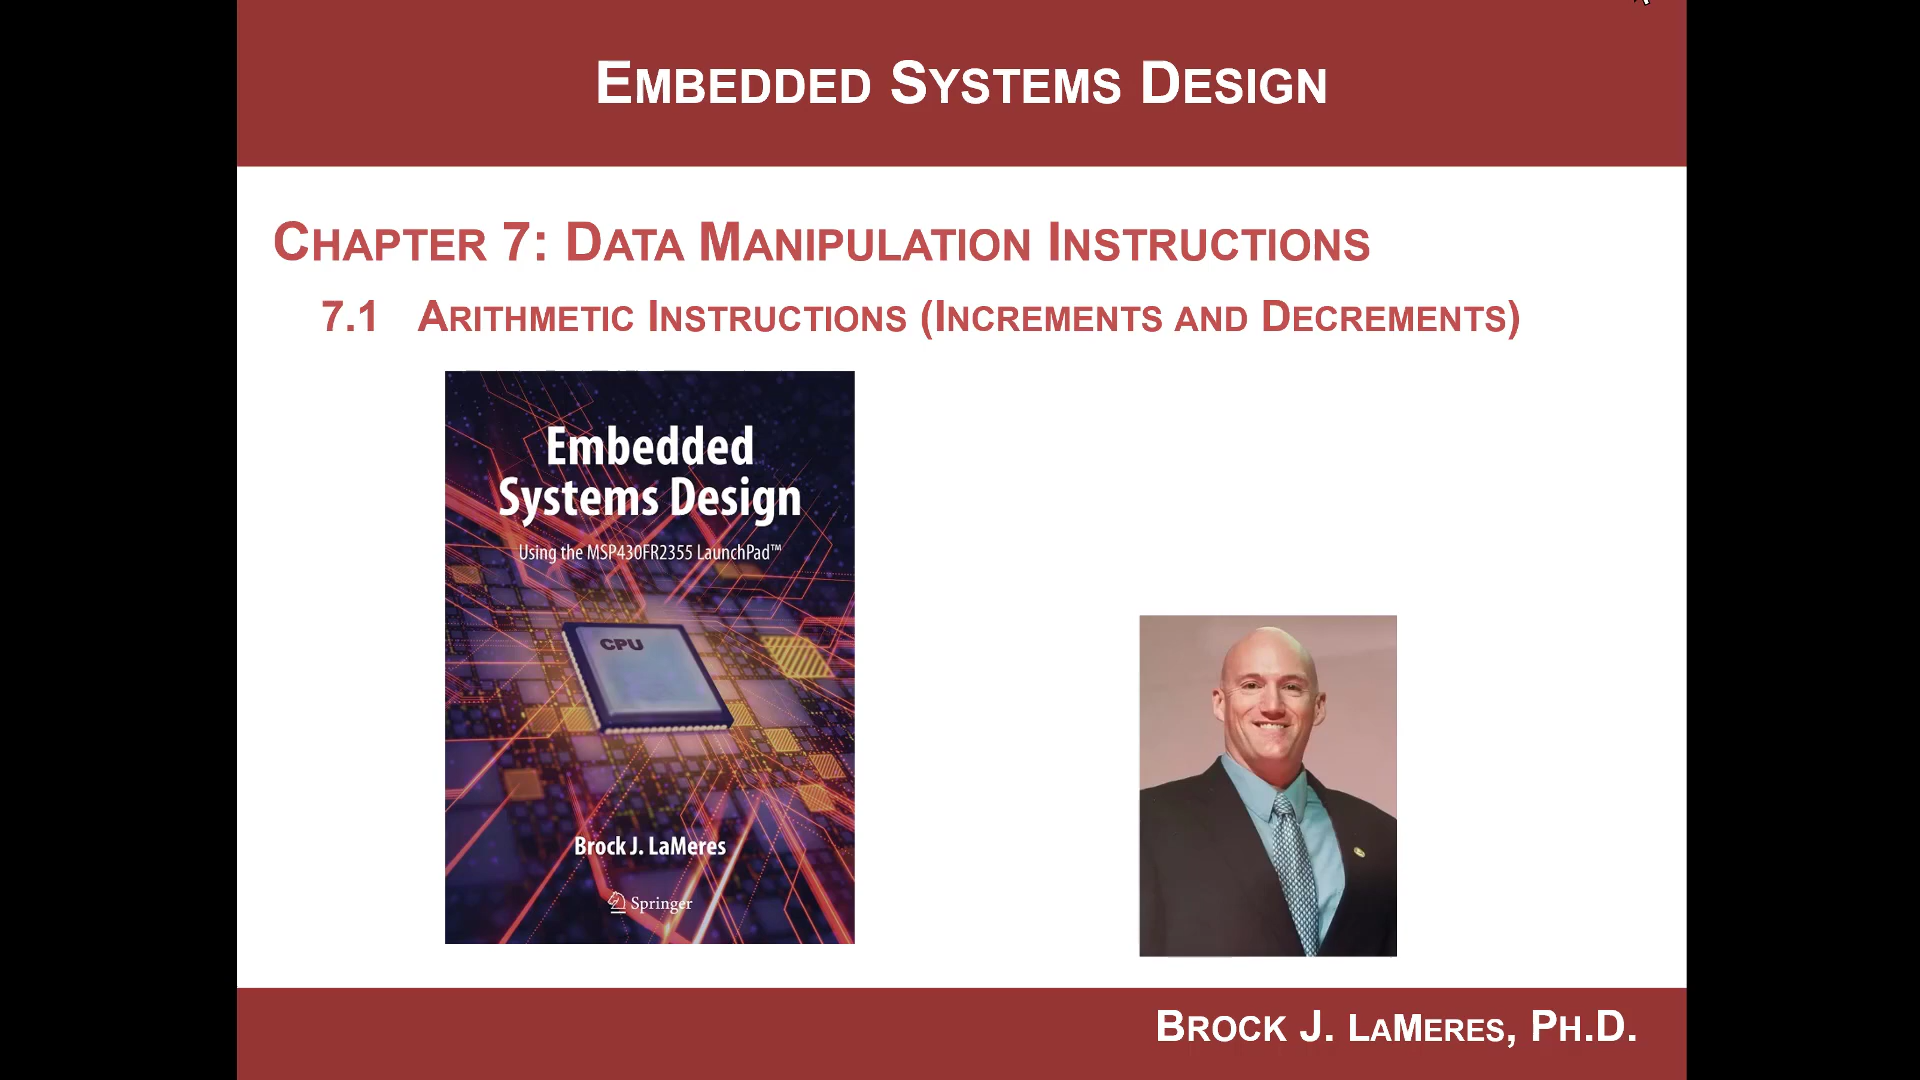 EMBEDDED SYSTEMS DESIGN
CHAPTER 7: DATA MANIPULATION INSTRUCTIONS
7.1 ARITHMETIC INSTRUCTIONS (INCREMENTS AND DECREMENTS)
Embedded
Systems Design
Using the MSP430FR2355 LaunchPad™
CPU
Brock J. LaMeres
Springer
BROCK J. LAMERES, PH.D.